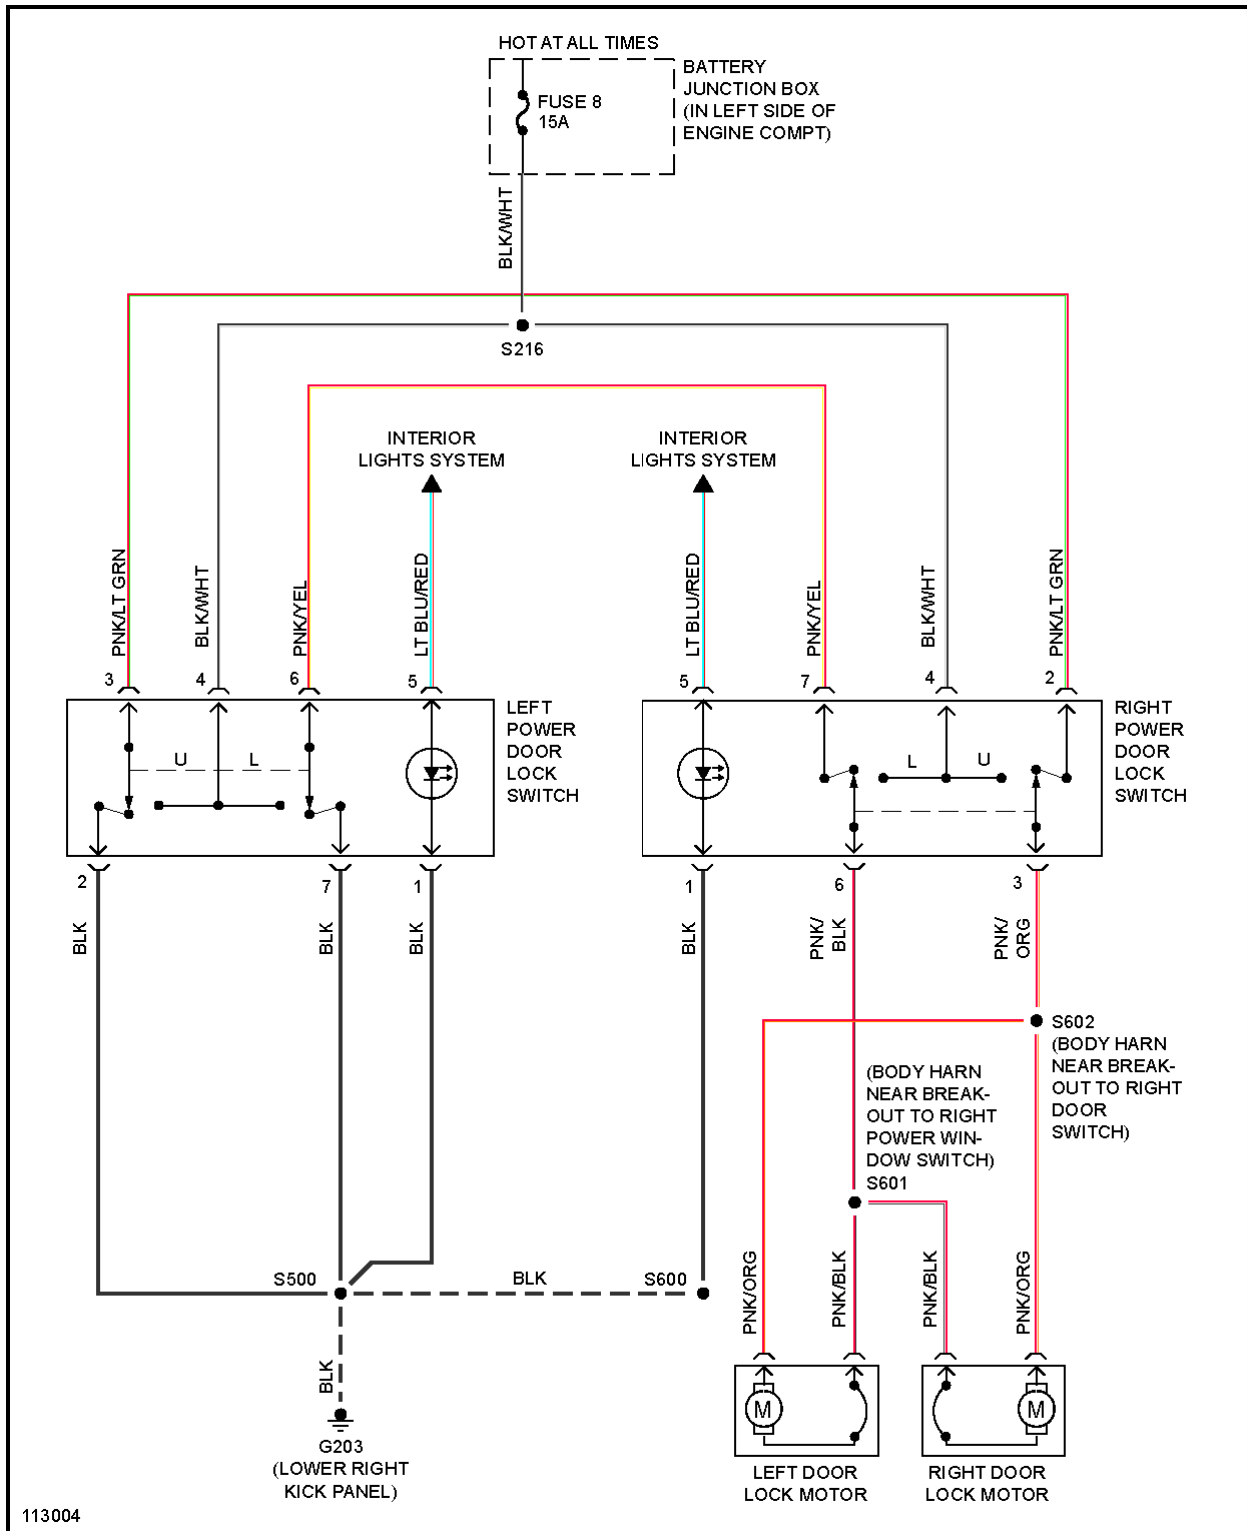 HOT AT ALL TIMES
BATTERY
JUNCTION BOX
(IN LEFT SIDE OF
ENGINE COMPT)
FUSE 8
15A
BLK/WHT
S216
INTERIOR
LIGHTS SYSTEM
INTERIOR
LIGHTS SYSTEM
PNK/LT GRN
BLK/WHT
PNK/YEL
LT BLU/RED
LT BLU/RED
PNK/YEL
BLK/WHT
PNK/LT GRN
3
4
6
5
5
7
4
2
LEFT
POWER
DOOR
LOCK
SWITCH
U
L
L
U
RIGHT
POWER
DOOR
LOCK
SWITCH
2
7
1
1
6
3
BLK
BLK
BLK
BLK
PNK/
BLK
PNK/
ORG
S602
(BODY HARN
NEAR BREAK-
OUT TO RIGHT
DOOR
SWITCH)
(BODY HARN
NEAR BREAK-
OUT TO RIGHT
POWER WIN-
DOW SWITCH)
S601
S500
BLK
S600
PNK/ORG
PNK/BLK
PNK/BLK
PNK/ORG
BLK
M
M
G203
(LOWER RIGHT
KICK PANEL)
LEFT DOOR
LOCK MOTOR
RIGHT DOOR
LOCK MOTOR
113004